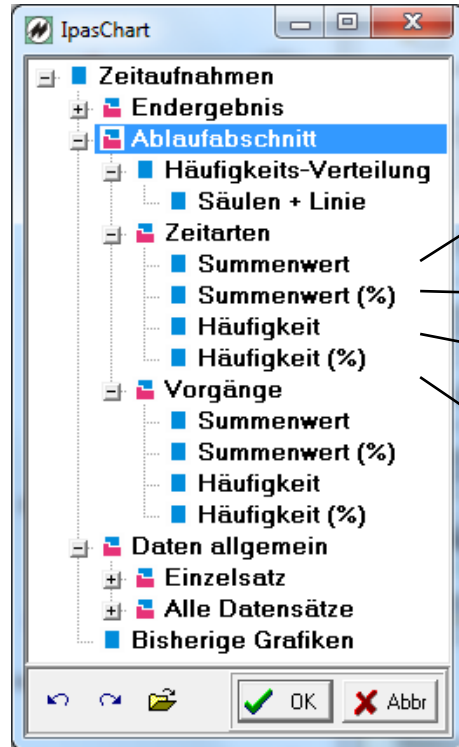 IpasChart
Zeitaufnahmen
Endergebnis
Ablaufabschnitt
Häufigkeits-Verteilung
Säulen + Linie
Zeitarten
Summenwert
Summenwert (%)
Häufigkeit
Häufigkeit (%)
Vorgänge
Summenwert
Summenwert (%)
Häufigkeit
Häufigkeit (%)
Daten allgemein
Einzelsatz
Alle Datensätze
Bisherige Grafiken
OK Abbr